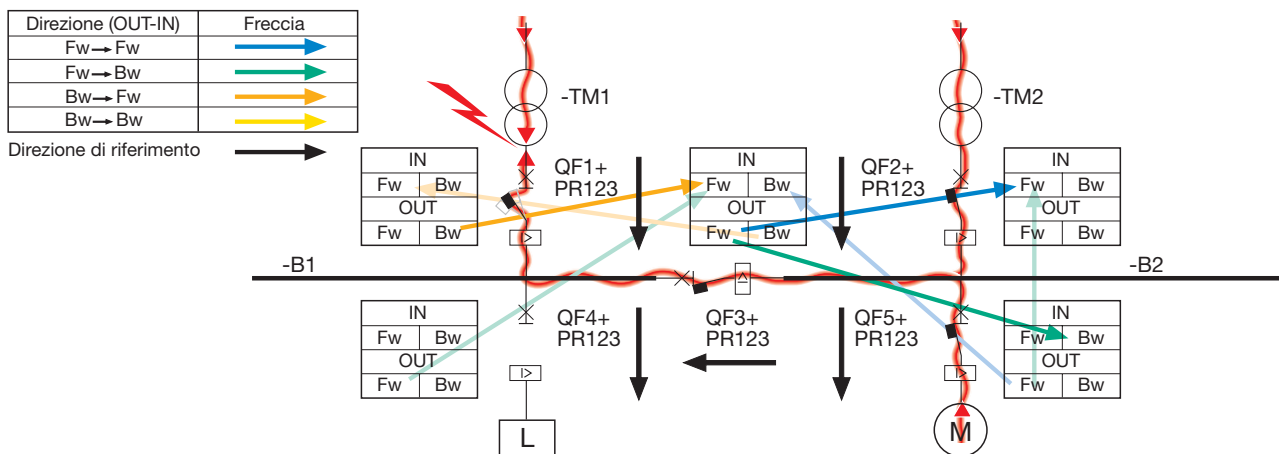 Direzione (OUT-IN) Freccia
Fw → Fw
Fw → Bw
Bw → Fw
Bw → Bw
Direzione di riferimento
-TM1
-TM2
IN
Fw Bw
OUT
Fw Bw
QF1+
PR123
IN
Fw Bw
OUT
Fw Bw
QF2+
PR123
IN
Fw Bw
OUT
Fw Bw
-B1
-B2
IN
Fw Bw
OUT
Fw Bw
QF4+
PR123
QF3+
PR123
QF5+
PR123
IN
Fw Bw
OUT
Fw Bw
L
M